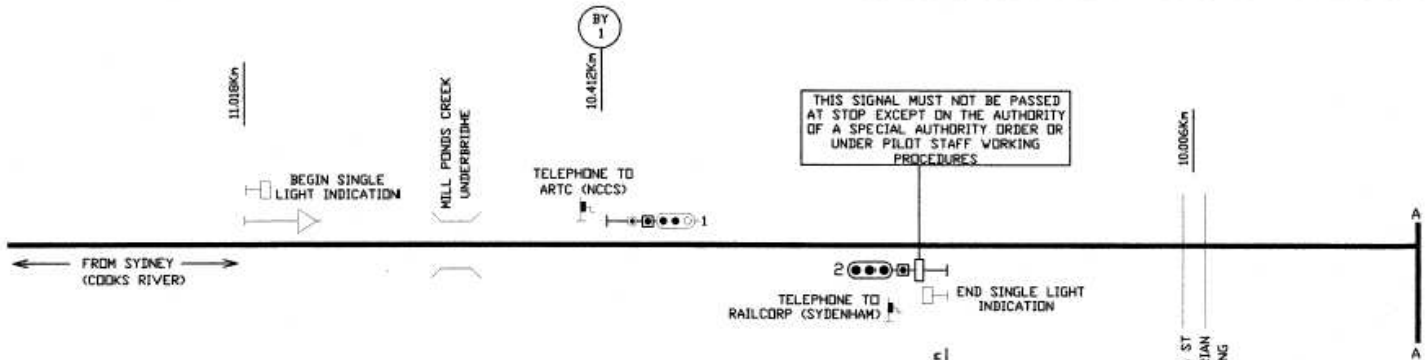 BY
1
11.018Km
MILL PONDS CREEK
UNDERBRIDHE
10.412Km
THIS SIGNAL MUST NOT BE PASSED
AT STOP EXCEPT ON THE AUTHORITY
OF A SPECIAL AUTHORITY ORDER OR
UNDER PILOT STAFF WORKING
PROCEDURES
10.006Km
BEGIN SINGLE
LIGHT INDICATION
TELEPHONE TO
ARTC (NCCS)
1
A
FROM SYDNEY
(COOKS RIVER)
2
TELEPHONE TO
RAILCORP (SYDENHAM)
END SINGLE LIGHT
INDICATION
ST
A